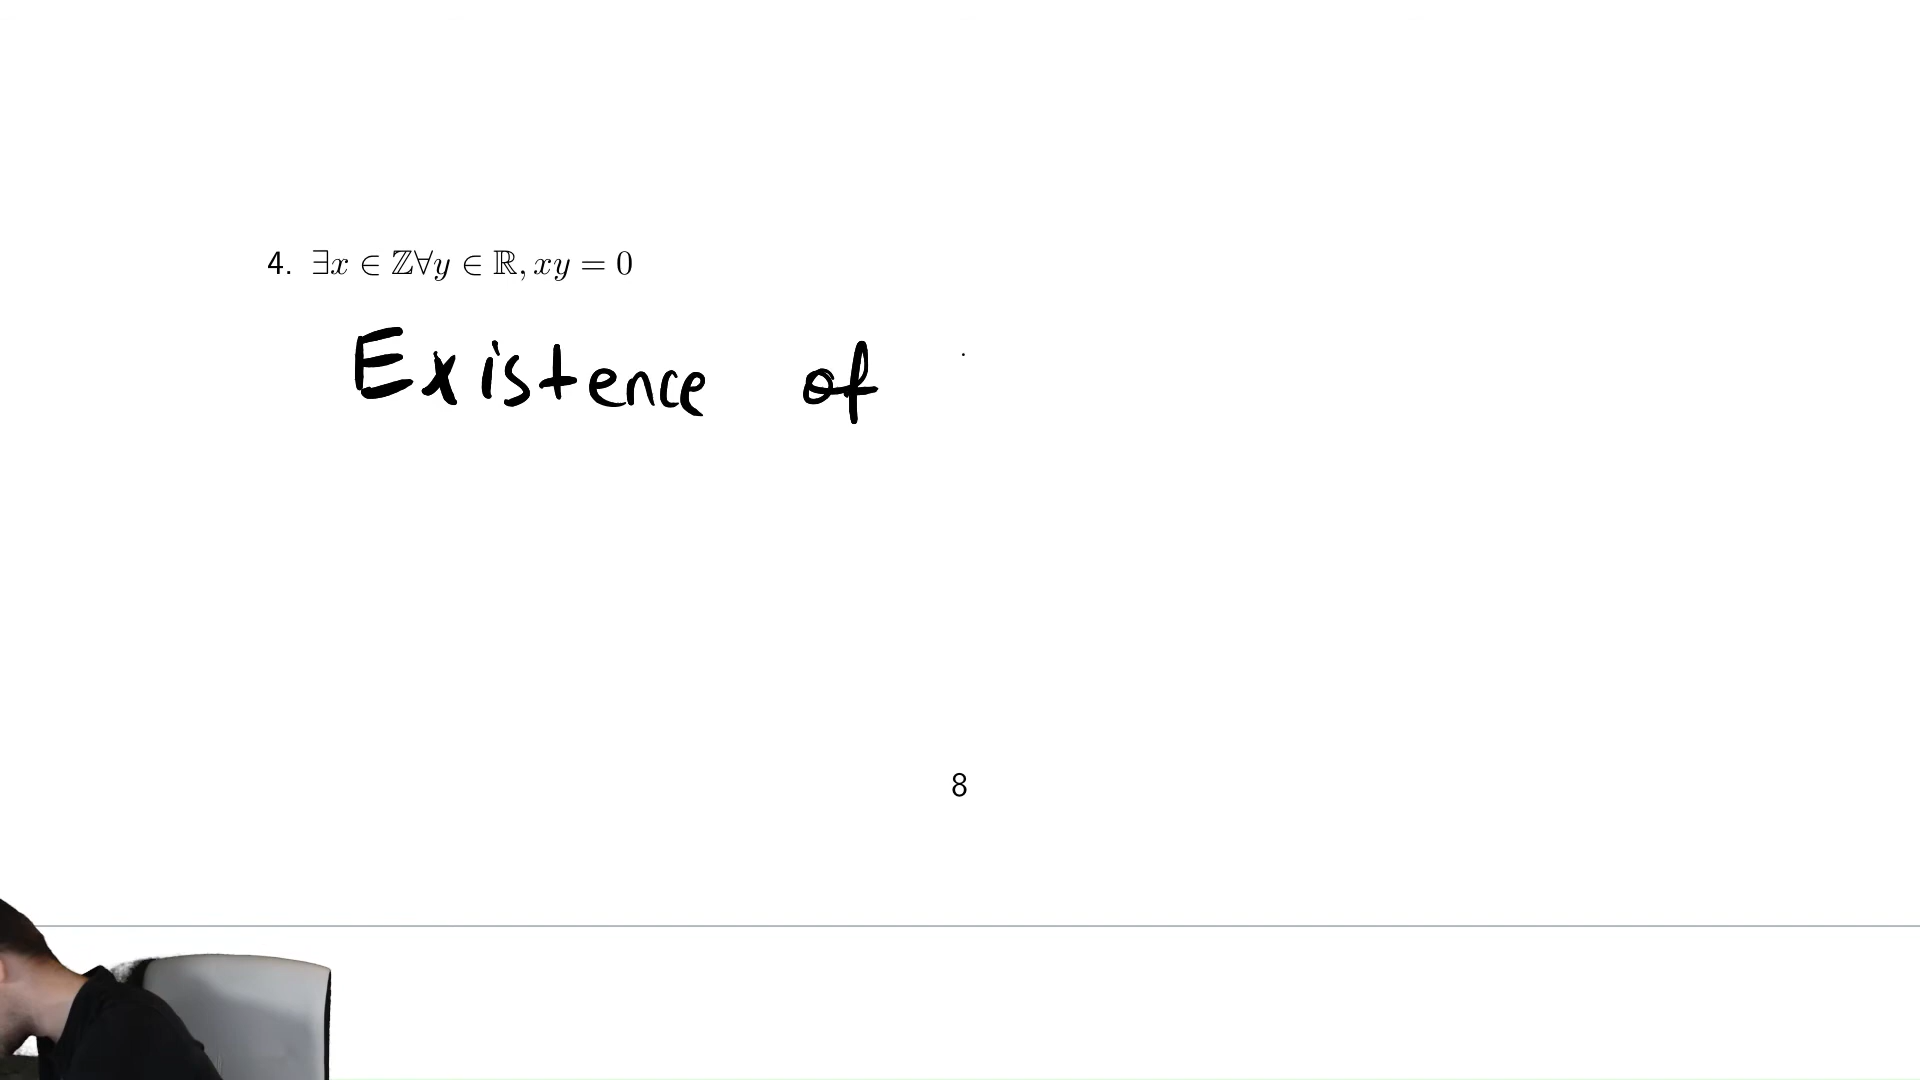 4. ∃x ∈ ℤ∀y ∈ ℝ, xy = 0
Existence of
8